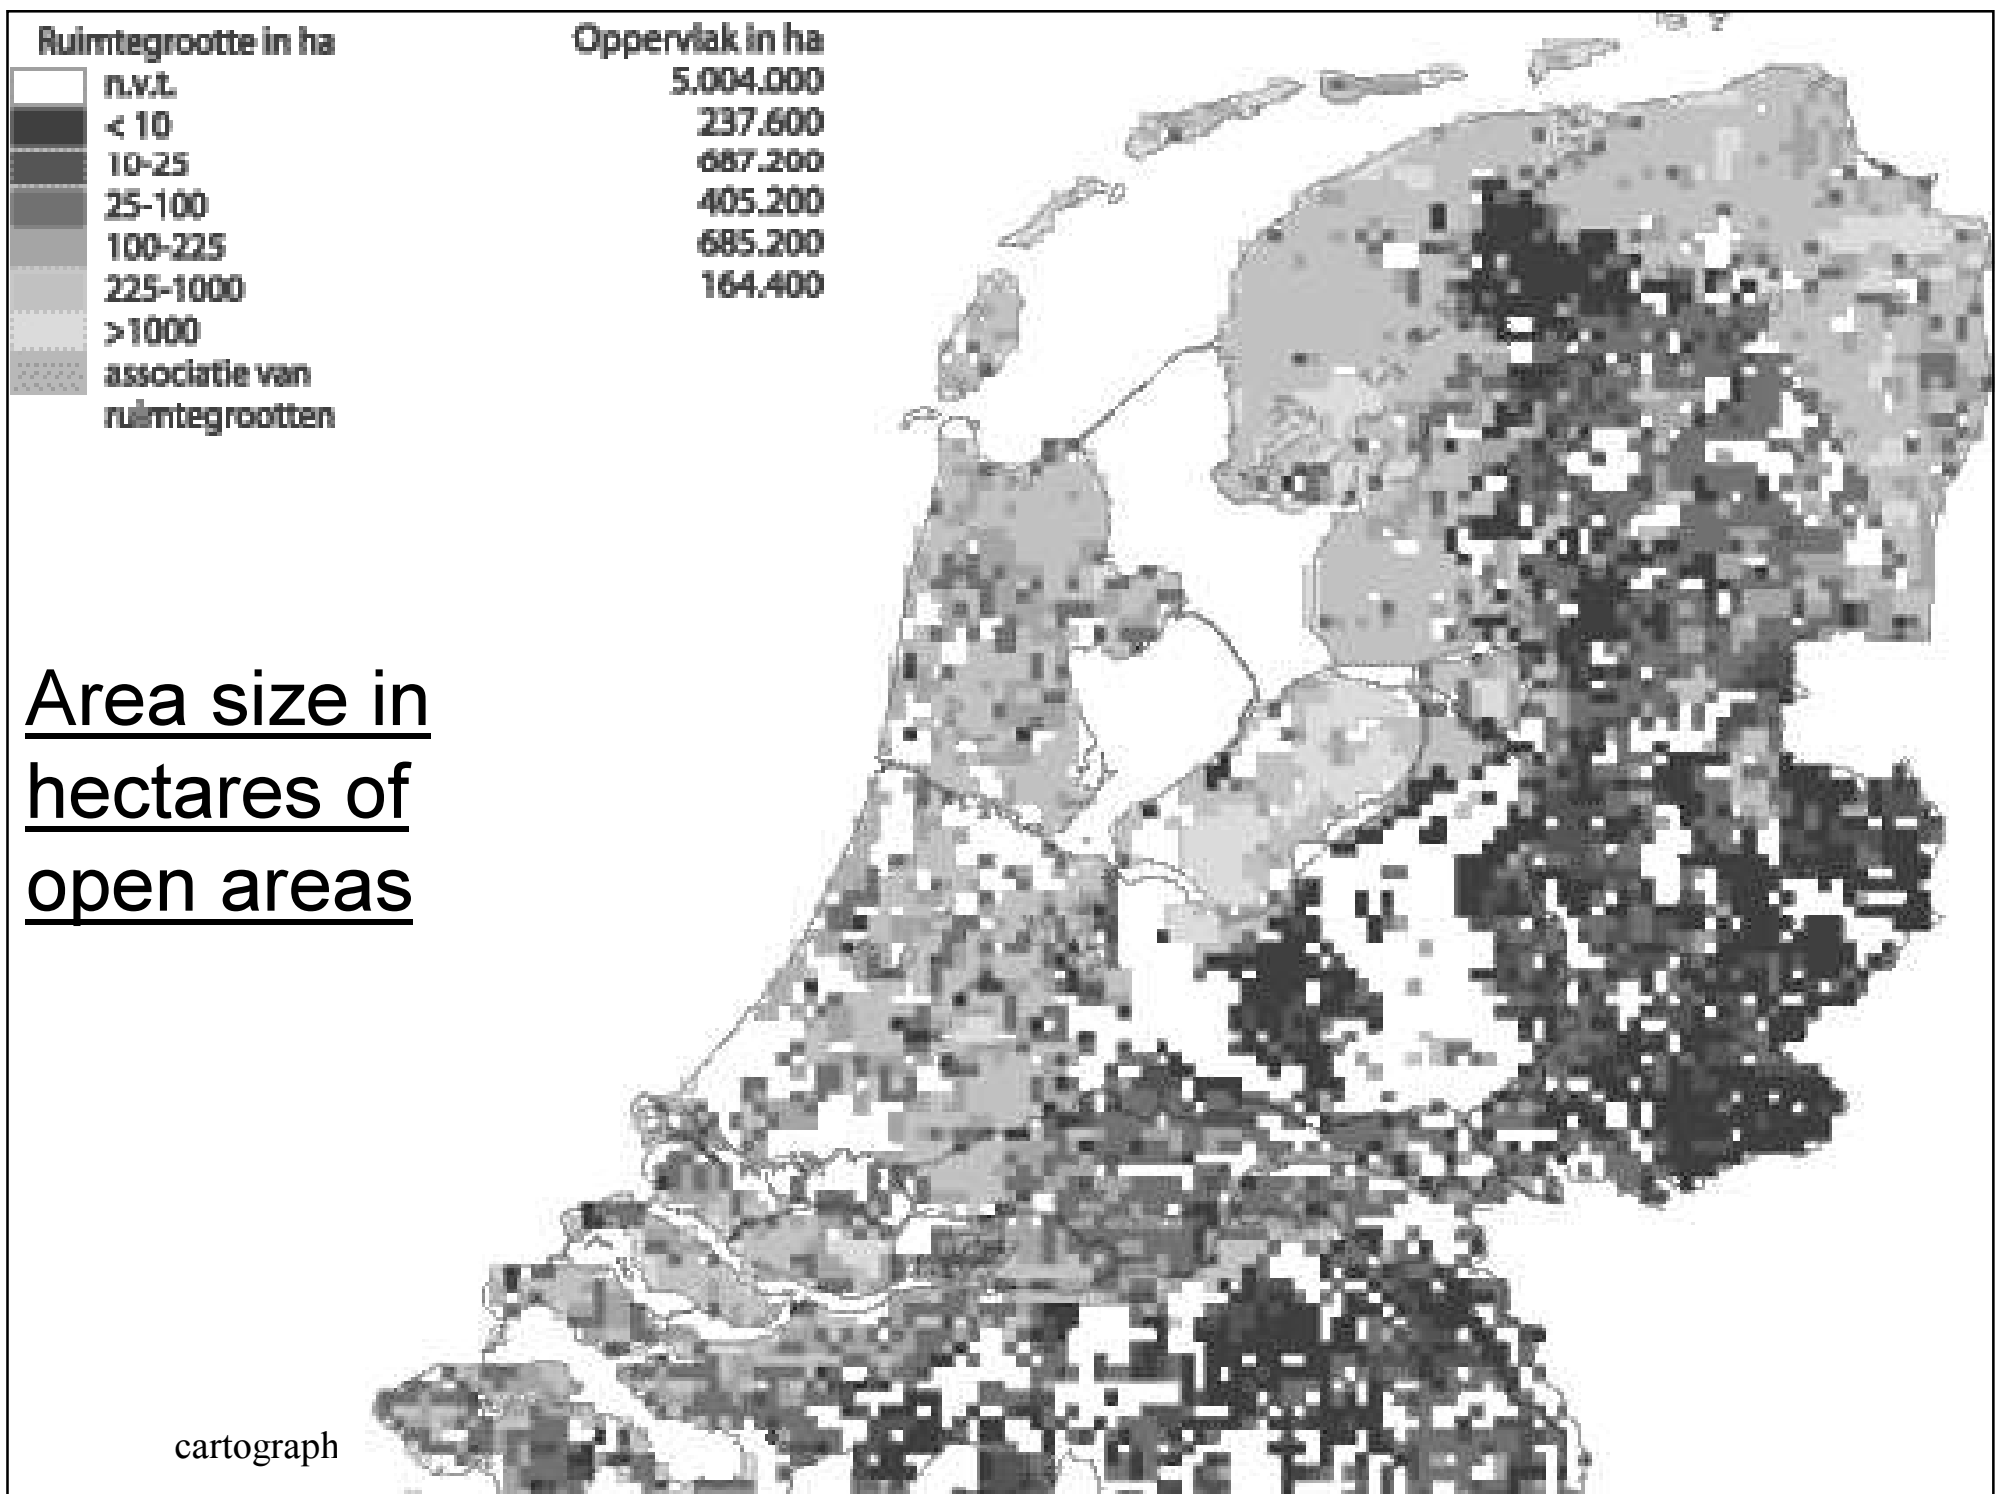 Ruimtegrootte in ha
Oppervlak in ha
n.v.t.
5.004.000
< 10
237.600
10-25
687.200
25-100
405.200
100-225
685.200
225-1000
164.400
>1000
associatie van
ruimtegrootten
Area size in
hectares of
open areas
cartograph